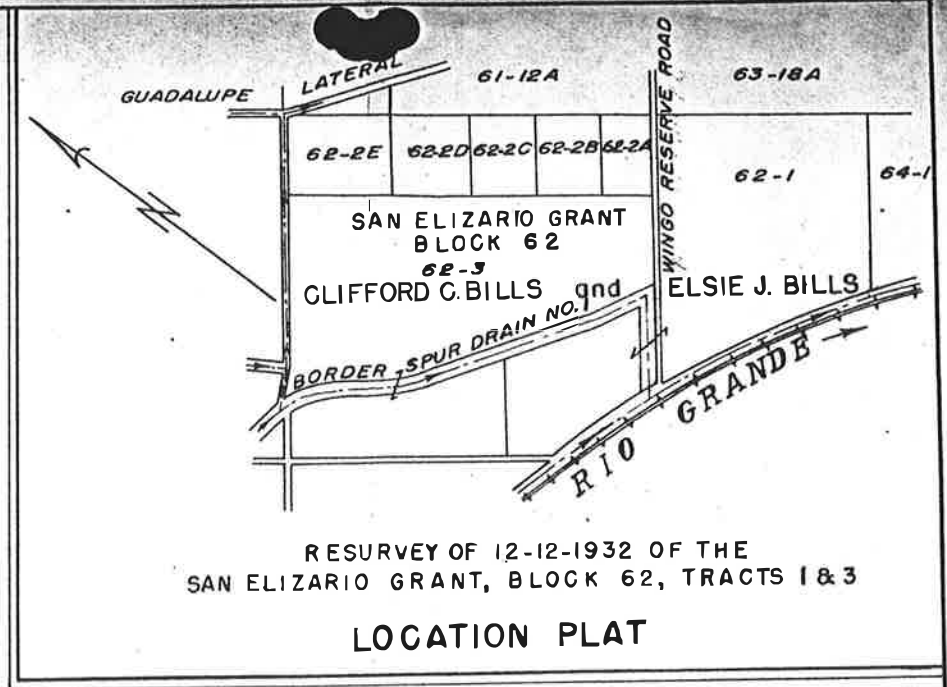 GUADALUPE LATERAL
61-12A
WINGO RESERVE ROAD
63-18A
62-2E
62-2D
62-2C
62-2B
62-2A
62-1
64-1
SAN ELIZARIO GRANT
BLOCK 62
62-3
CLIFFORD C. BILLS
and
ELSIE J. BILLS
BORDER SPUR DRAIN NO. 1
RIO GRANDE
N
RESURVEY OF 12-12-1932 OF THE
SAN ELIZARIO GRANT, BLOCK 62, TRACTS 1 & 3
LOCATION PLAT